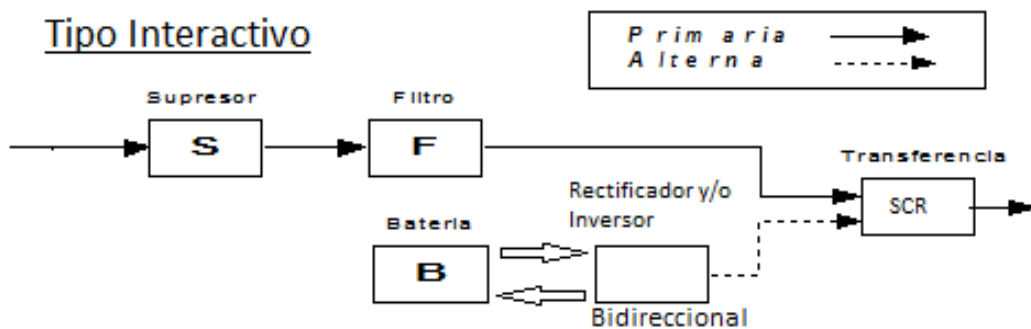 Tipo Interactivo
Primaria
Alterna
Supresor
Filtro
S
F
Transferencia
SCR
Rectificador y/o
Inversor
Bateria
B
Bidireccional